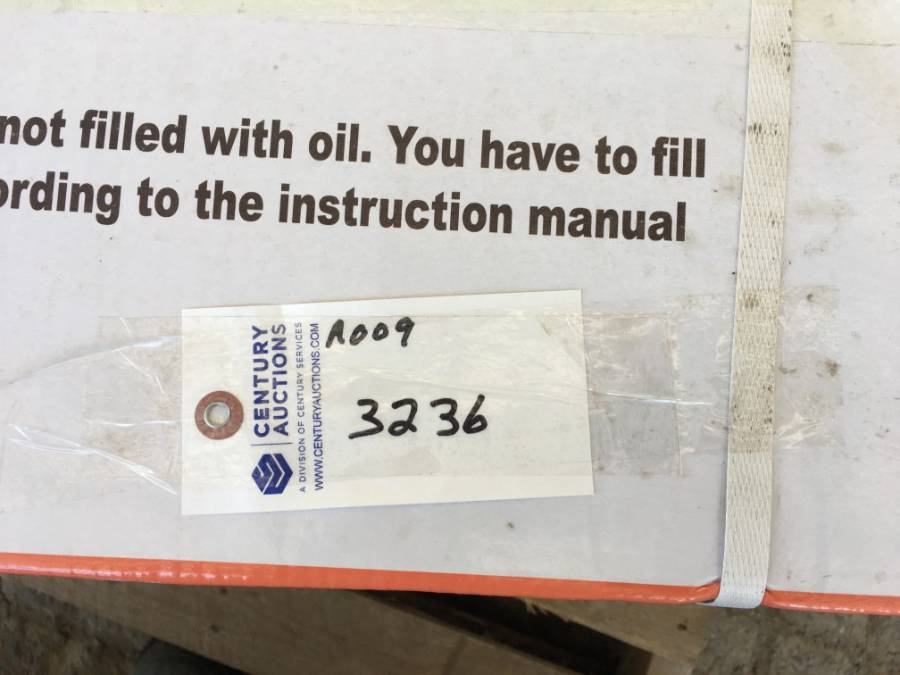 not filled with oil. You have to fill
to the instruction manual
CENTURY
AUCTIONS
A DIVISION OF CENTURY SERVICES
WWW.CENTURYAUCTIONS.COM
A009
3236